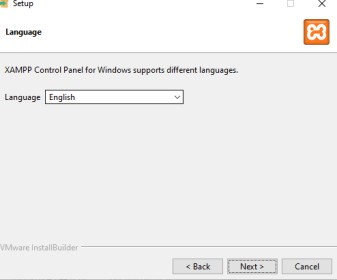 Setup
Language
XAMPP Control Panel for Windows supports different languages.
Language English
VMware InstallBuilder
< Back Next > Cancel